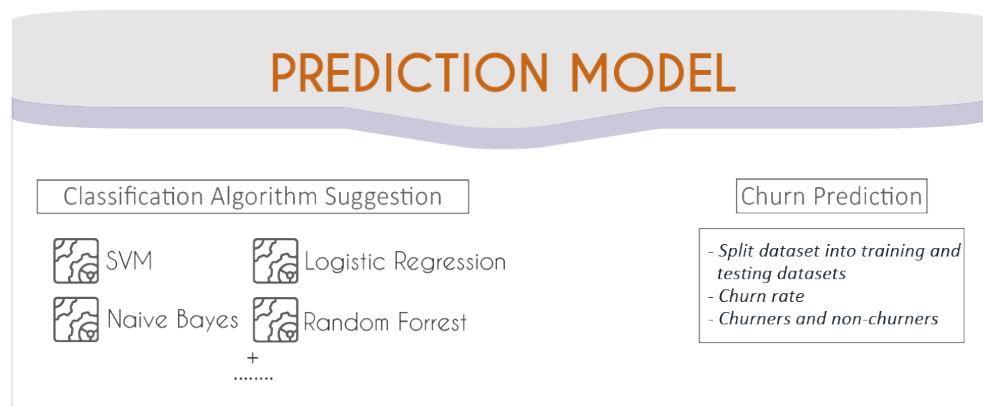 PREDICTION MODEL
Classification Algorithm Suggestion
SVM
Logistic Regression
Naive Bayes
Random Forrest
+
........
Churn Prediction
- Split dataset into training and
testing datasets
- Churn rate
- Churners and non-churners